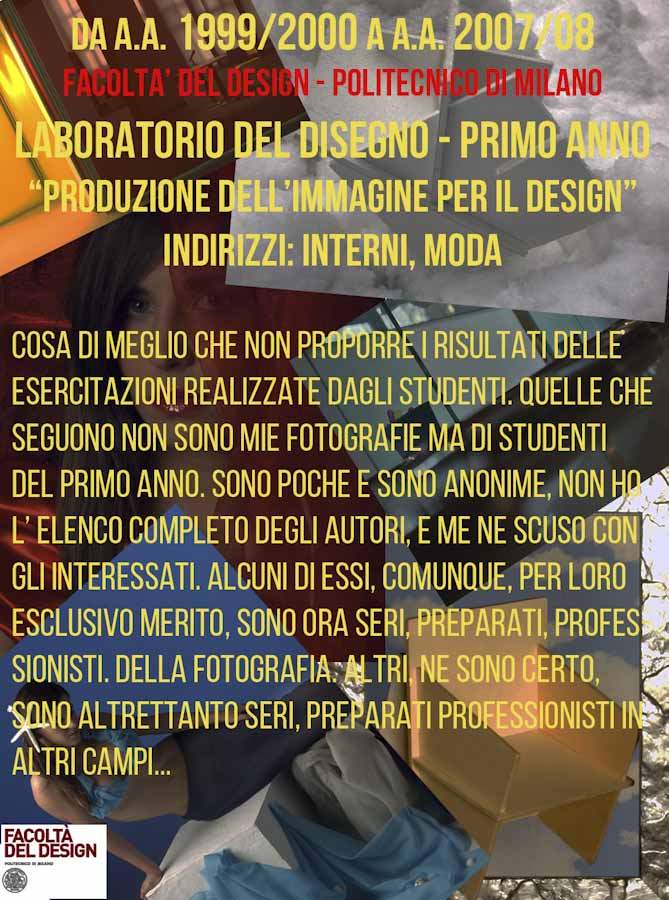 DA A.A. 1999/2000 A A.A. 2007/08
FACOLTA' DEL DESIGN - POLITECNICO DI MILANO
LABORATORIO DEL DISEGNO - PRIMO ANNO
"PRODUZIONE DELL'IMMAGINE PER IL DESIGN"
INDIRIZZI: INTERNI, MODA
COSA DI MEGLIO CHE NON PROPORRE I RISULTATI DELLE
ESERCITAZIONI REALIZZATE DAGLI STUDENTI. QUELLE CHE
SEGUONO NON SONO MIE FOTOGRAFIE MA DI STUDENTI
DEL PRIMO ANNO. SONO POCHE E SONO ANONIME, NON HO
L' ELENCO COMPLETO DEGLI AUTORI, E ME NE SCUSO CON
GLI INTERESSATI. ALCUNI DI ESSI, COMUNQUE, PER LORO
ESCLUSIVO MERITO, SONO ORA SERI, PREPARATI, PROFES-
SIONISTI. DELLA FOTOGRAFIA. ALTRI, NE SONO CERTO,
SONO ALTRETTANTO SERI, PREPARATI PROFESSIONISTI IN
ALTRI CAMPI...
FACOLTÀ
DEL DESIGN
POLITECNICO DI MILANO